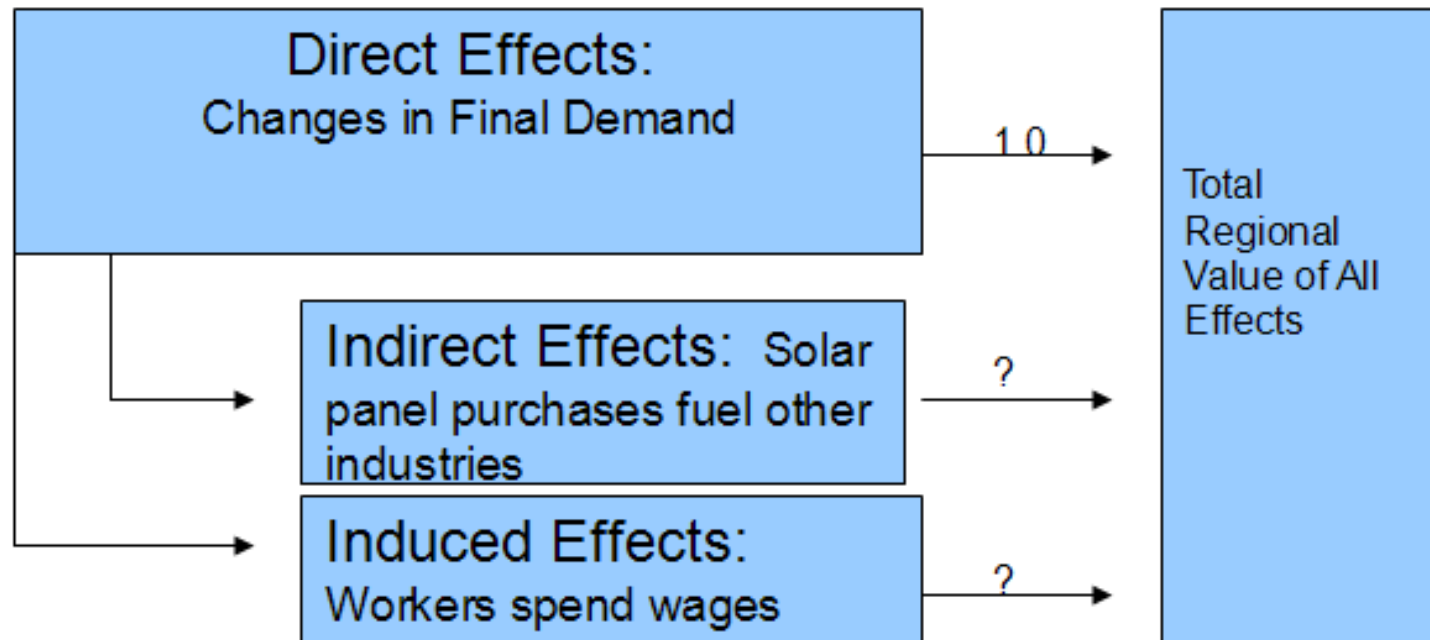 Direct Effects:
Changes in Final Demand
1.0
Total
Regional
Value of All
Effects
Indirect Effects: Solar
panel purchases fuel other
industries
?
Induced Effects:
Workers spend wages
?